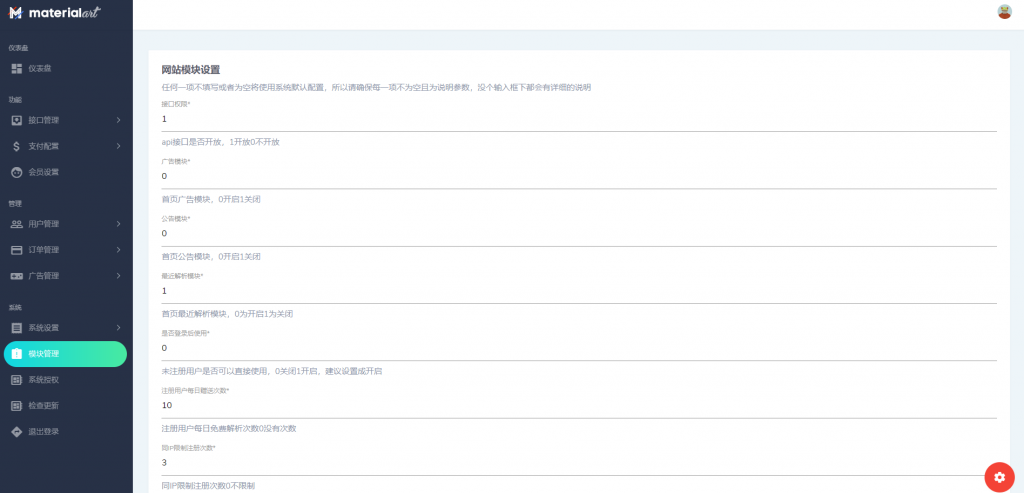 materialart
仪表盘
仪表盘
功能
接口管理
支付配置
会员设置
管理
用户管理
订单管理
广告管理
系统
系统设置
模块管理
系统授权
检查更新
退出登录
网站模块设置
任何一项不填写或者为空将使用系统默认配置，所以请确保每一项不为空且为说明参数，没个输入框下都会有详细的说明
接口权限*
1
api接口是否开放，1开放0不开放
广告模块*
0
首页广告模块，0开启1关闭
公告模块*
0
首页公告模块，0开启1关闭
最近解析模块*
1
首页最近解析模块，0为开启1为关闭
是否登录后使用*
0
未注册用户是否可以直接使用，0关闭1开启，建议设置成开启
注册用户每日赠送次数*
10
注册用户每日免费解析次数0没有次数
同IP限制注册次数*
3
同IP限制注册次数0不限制